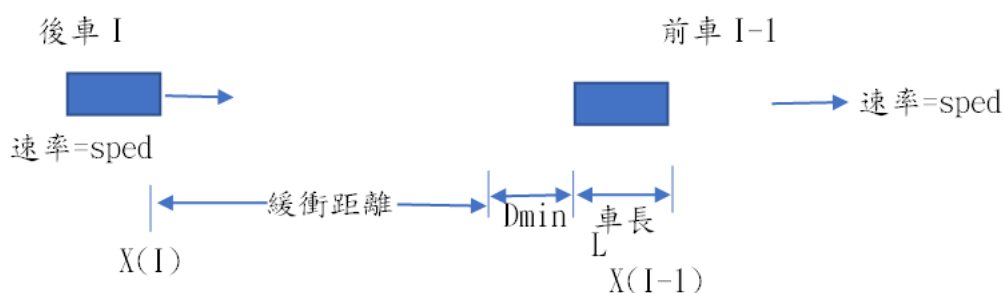 後車 I
前車 I-1
速率=sped
速率=sped
緩衝距離
Dmin
車長
L
X(I)
X(I-1)